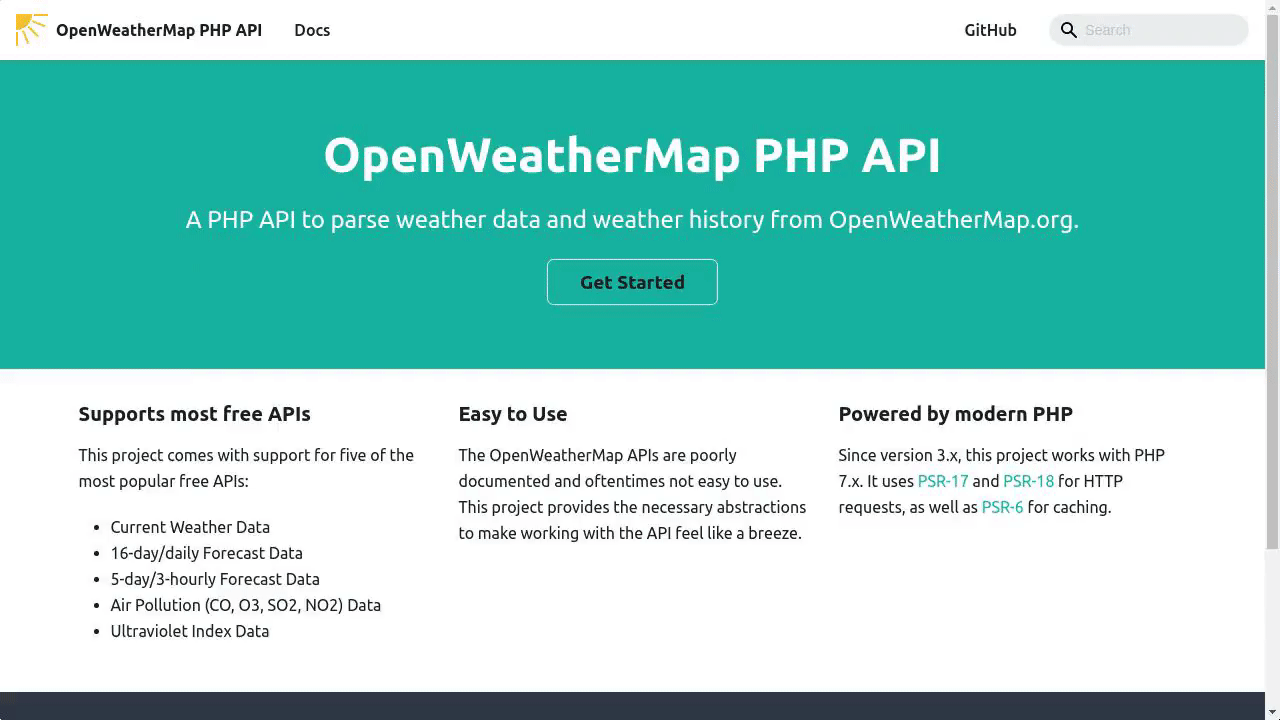 OpenWeatherMap PHP API
Docs
GitHub
Search
OpenWeatherMap PHP API
A PHP API to parse weather data and weather history from OpenWeatherMap.org.
Get Started
Supports most free APIs
This project comes with support for five of the
most popular free APIs:
• Current Weather Data
• 16-day/daily Forecast Data
• 5-day/3-hourly Forecast Data
• Air Pollution (CO, O3, SO2, NO2) Data
• Ultraviolet Index Data
Easy to Use
The OpenWeatherMap APIs are poorly
documented and oftentimes not easy to use.
This project provides the necessary abstractions
to make working with the API feel like a breeze.
Powered by modern PHP
Since version 3.x, this project works with PHP
7.x. It uses PSR-17 and PSR-18 for HTTP
requests, as well as PSR-6 for caching.